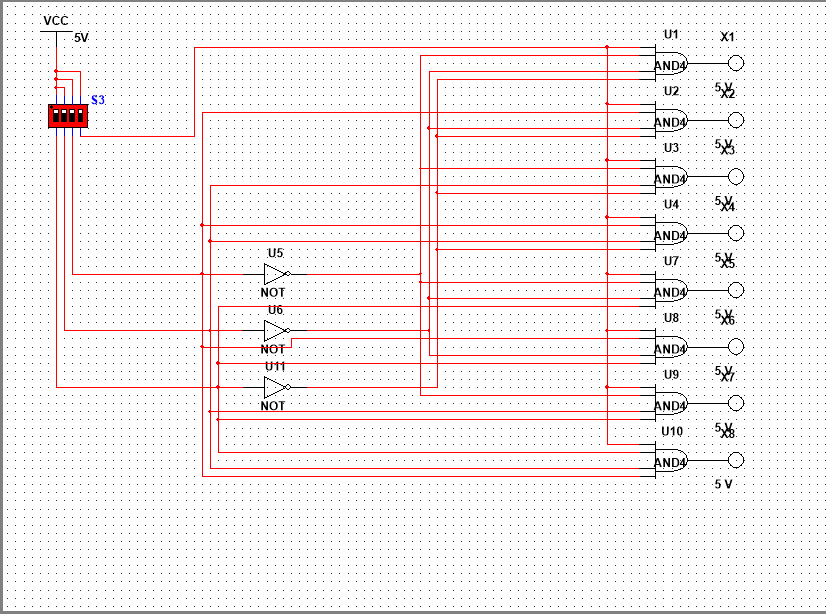 VCC
5V
S3
U1
X1
AND4
5 V
U2
X2
AND4
5 V
U3
X3
AND4
5 V
U4
X4
AND4
5 V
U5
NOT
U7
X5
AND4
5 V
U6
NOT
U8
X6
AND4
5 V
U11
NOT
U9
X7
AND4
5 V
U10
X8
AND4
5 V